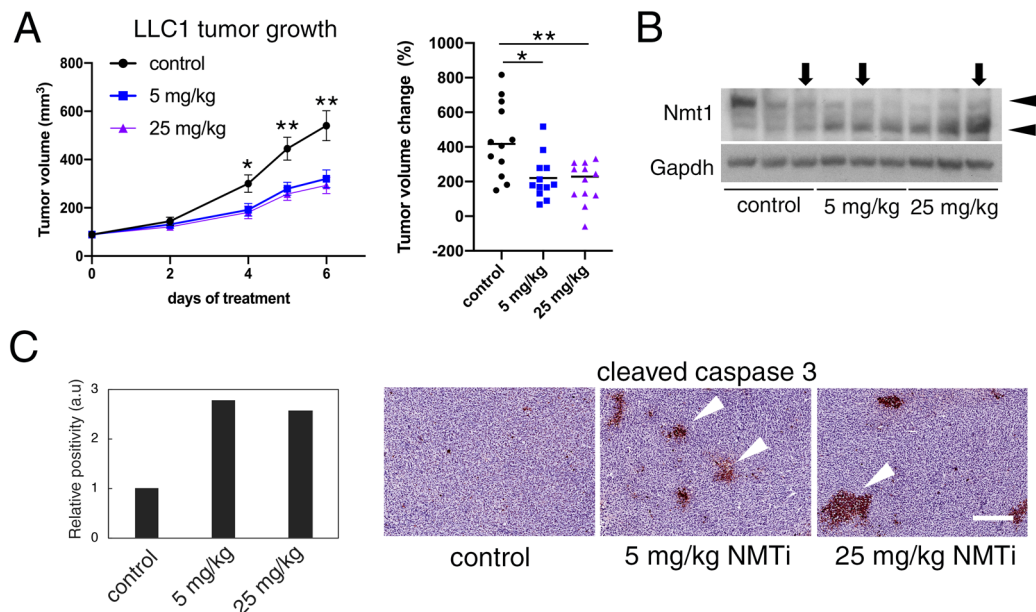 A
LLC1 tumor growth
control
5 mg/kg
25 mg/kg
Tumor volume (mm³)
800
600
400
200
0
*
**
**
0
2
4
6
days of treatment
Tumor volume change (%)
1000
800
600
400
200
0
-200
**
*
control
5 mg/kg
25 mg/kg
B
Nmt1
Gapdh
control
5 mg/kg
25 mg/kg
C
Relative positivity (a.u)
3
2
1
0
control
5 mg/kg
25 mg/kg
cleaved caspase 3
control
5 mg/kg NMTi
25 mg/kg NMTi